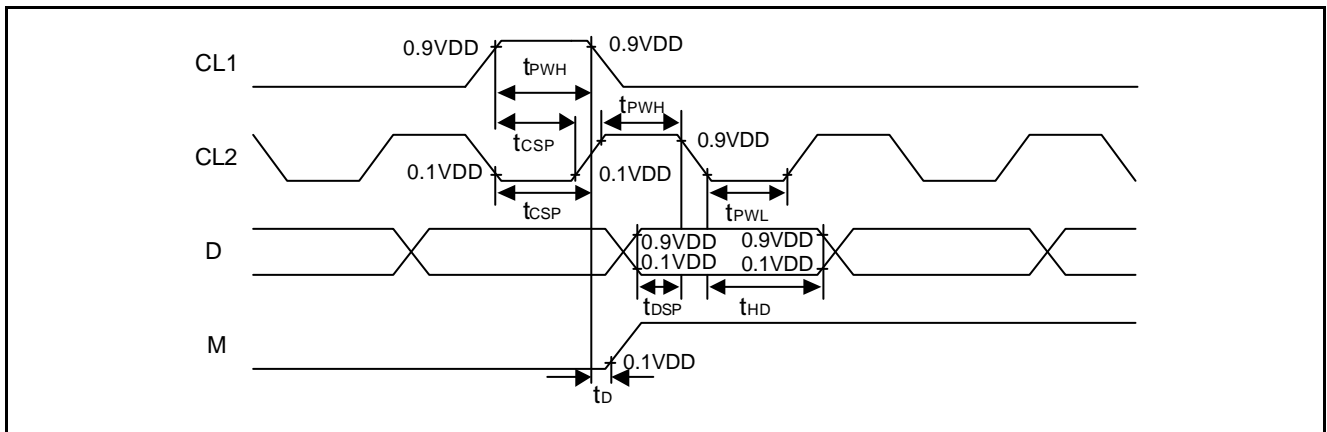 0.9VDD 0.9VDD
CL1
tPWH
tPWH
tCSP
0.9VDD
CL2
0.1VDD 0.1VDD
tCSP tPWL
0.9VDD 0.9VDD
D
0.1VDD 0.1VDD
tDSP tHD
M
0.1VDD
tD